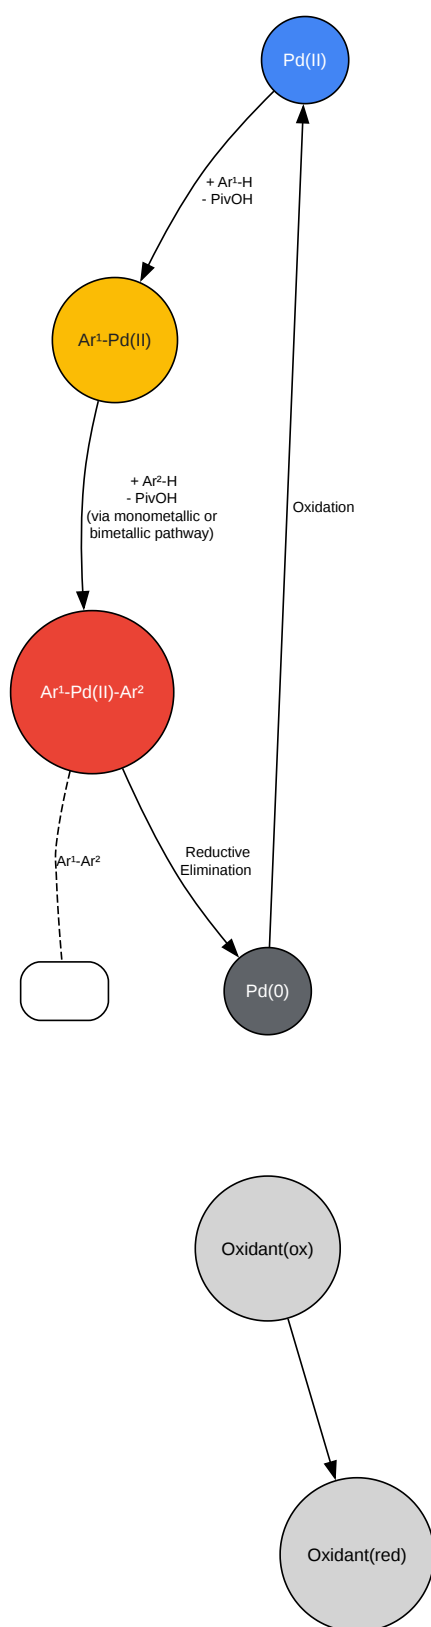 Pd(II)
+ Ar¹-H
- PivOH
Ar¹-Pd(II)
+ Ar²-H
- PivOH
(via monometallic or
bimetallic pathway)
Oxidation
Ar¹-Pd(II)-Ar²
Ar¹-Ar²
Reductive
Elimination
Pd(0)
Oxidant(ox)
Oxidant(red)